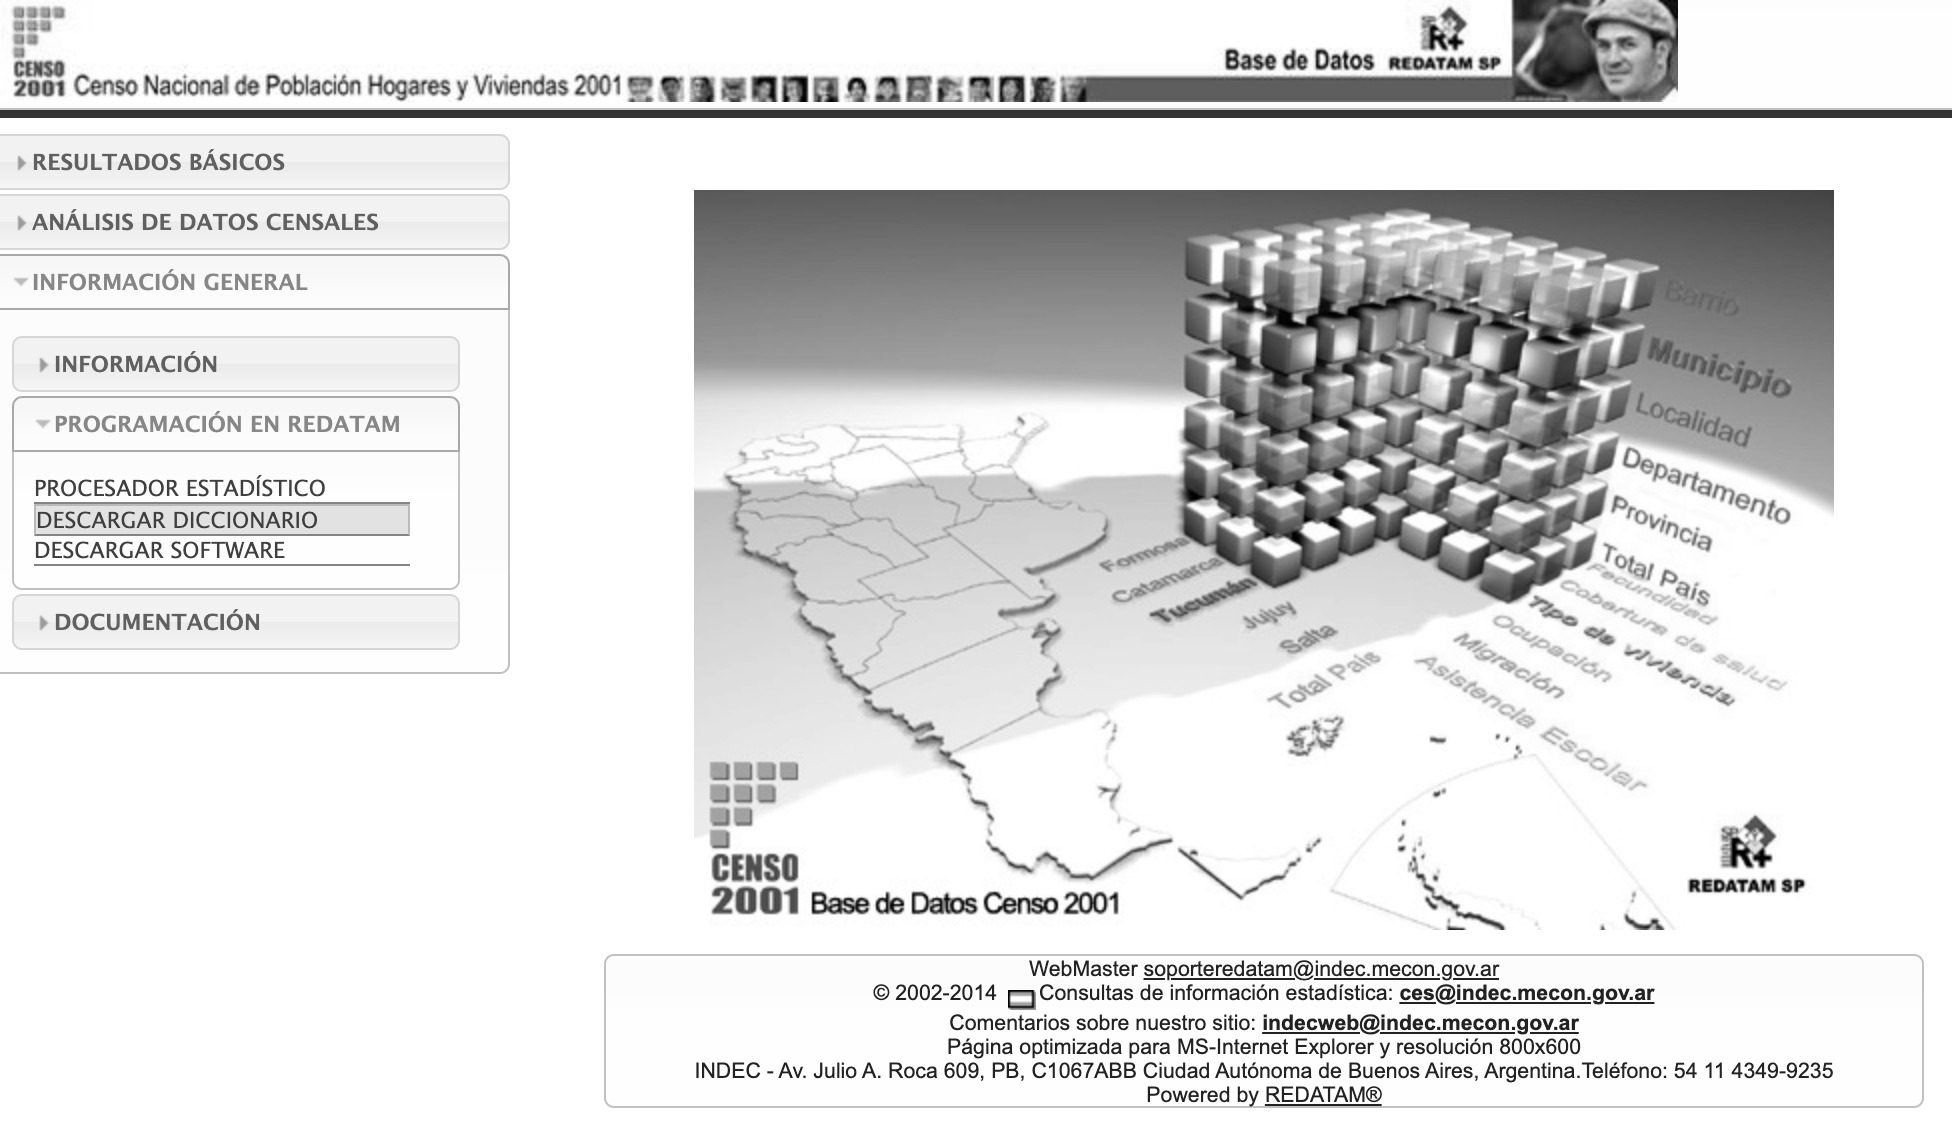 CENSO
2001
Censo Nacional de Población Hogares y Viviendas 2001
Base de Datos
R+
REDATAM SP
RESULTADOS BÁSICOS
ANÁLISIS DE DATOS CENSALES
INFORMACIÓN GENERAL
INFORMACIÓN
PROGRAMACIÓN EN REDATAM
PROCESADOR ESTADÍSTICO
DESCARGAR DICCIONARIO
DESCARGAR SOFTWARE
DOCUMENTACIÓN
Barrio
Municipio
Localidad
Departamento
Provincia
Total País
Formosa
Catamarca
Tucumán
Jujuy
Salta
Total País
Fecundidad
Cobertura de salud
Tipo de vivienda
Ocupación
Migración
Asistencia Escolar
CENSO
2001 Base de Datos Censo 2001
R+
REDATAM SP
WebMaster soporteredatam@indec.mecon.gov.ar
© 2002-2014 Consultas de información estadística: ces@indec.mecon.gov.ar
Comentarios sobre nuestro sitio: indecweb@indec.mecon.gov.ar
Página optimizada para MS-Internet Explorer y resolución 800x600
INDEC - Av. Julio A. Roca 609, PB, C1067ABB Ciudad Autónoma de Buenos Aires, Argentina.Teléfono: 54 11 4349-9235
Powered by REDATAM®